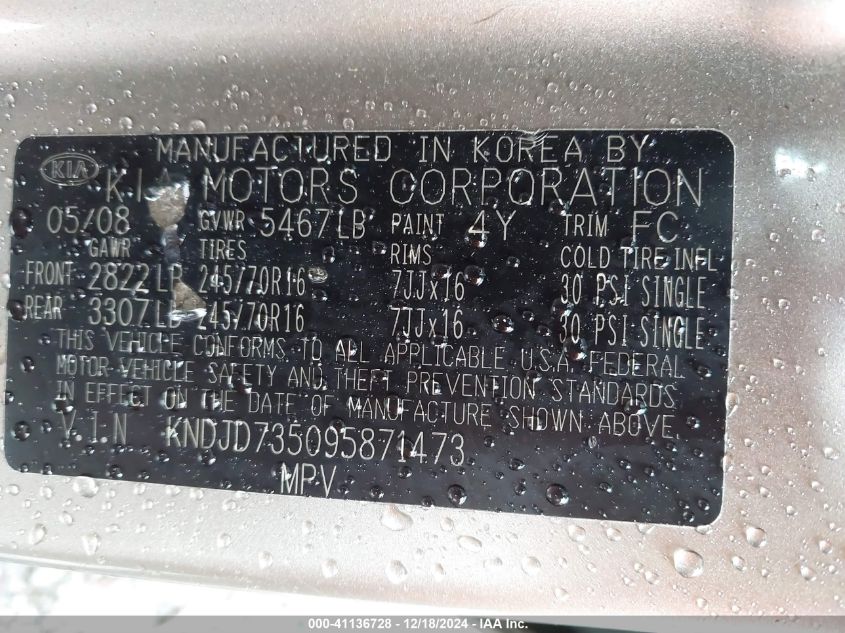 MANUFACTURED IN KOREA BY
KIA
KIA MOTORS CORPORATION
05/08 GVWR 5467LB PAINT 4Y TRIM FC
GAWR TIRES RIMS COLD TIRE INFL
FRONT 2822LB 245/70R16 7JJx16 30 PSI SINGLE
REAR 3307LB 245/70R16 7JJx16 30 PSI SINGLE
THIS VEHICLE CONFORMS TO ALL APPLICABLE U.S.A. FEDERAL
MOTOR-VEHICLE SAFETY AND THEFT PREVENTION STANDARDS
IN EFFECT ON THE DATE OF MANUFACTURE SHOWN ABOVE.
V.I.N KNDJD735095871473
MPV
000-41136728 - 12/18/2024 - IAA Inc.